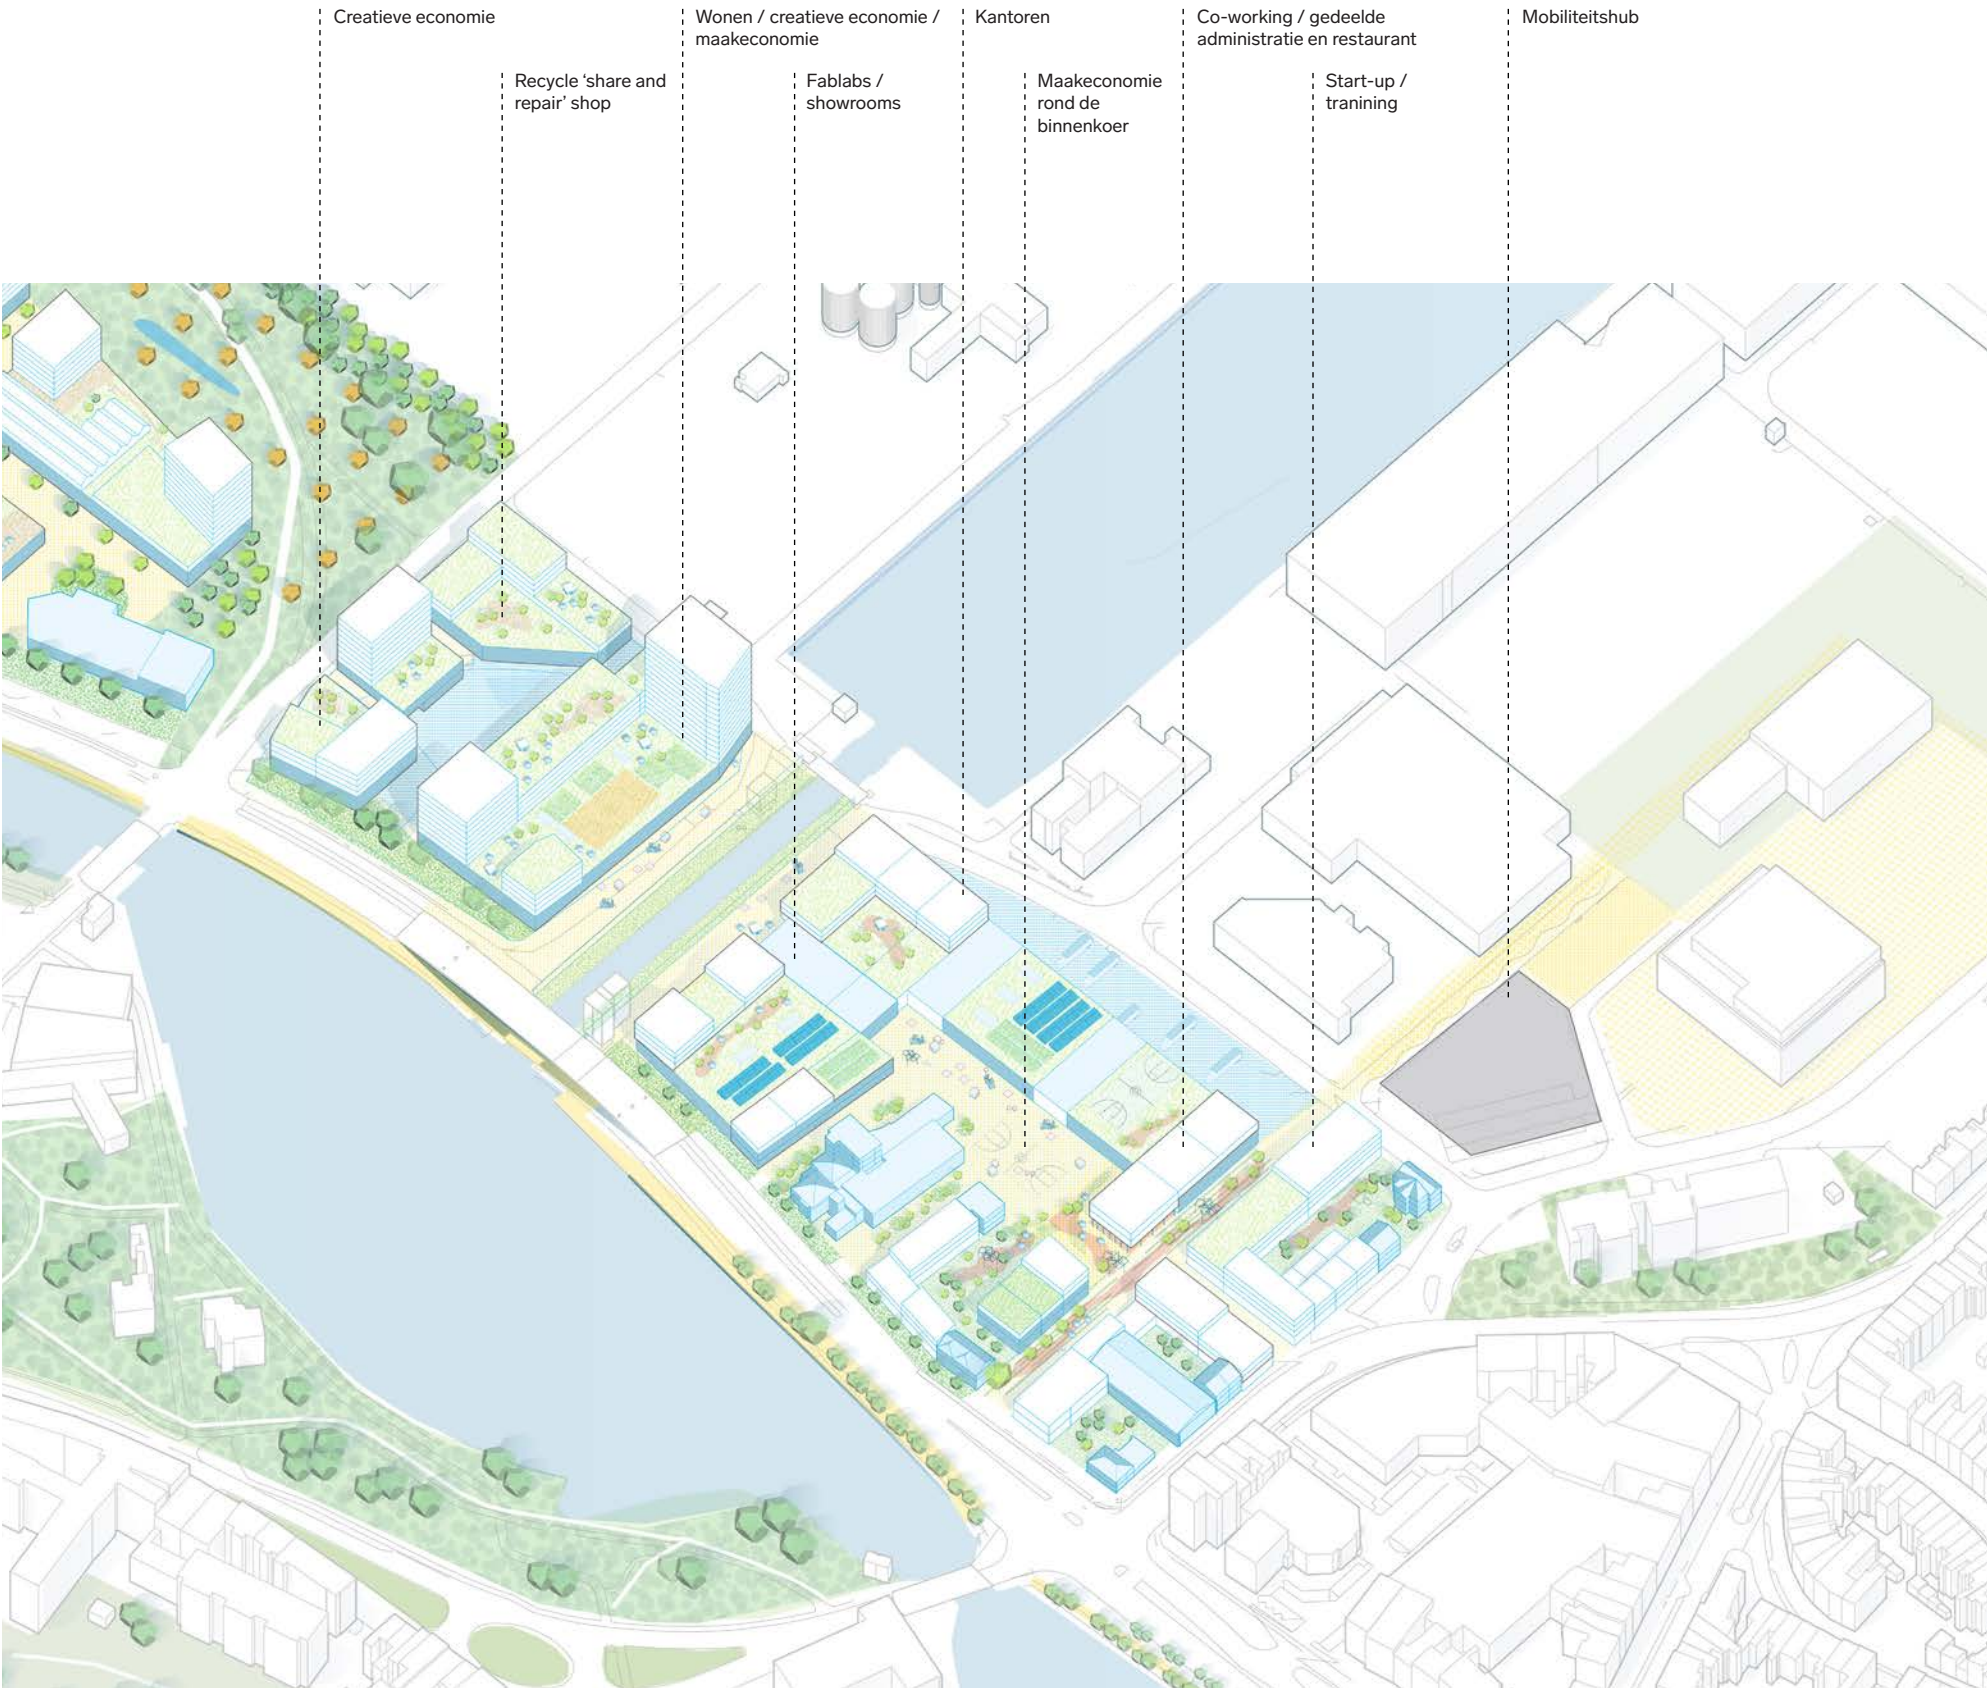 Creatieve economie
Recycle ‘share and
repair’ shop
Wonen / creatieve economie /
maakeconomie
Fablabs /
showrooms
Kantoren
Maakeconomie
rond de
binnenkoer
Co-working / gedeelde
administratie en restaurant
Start-up /
tranining
Mobiliteitshub